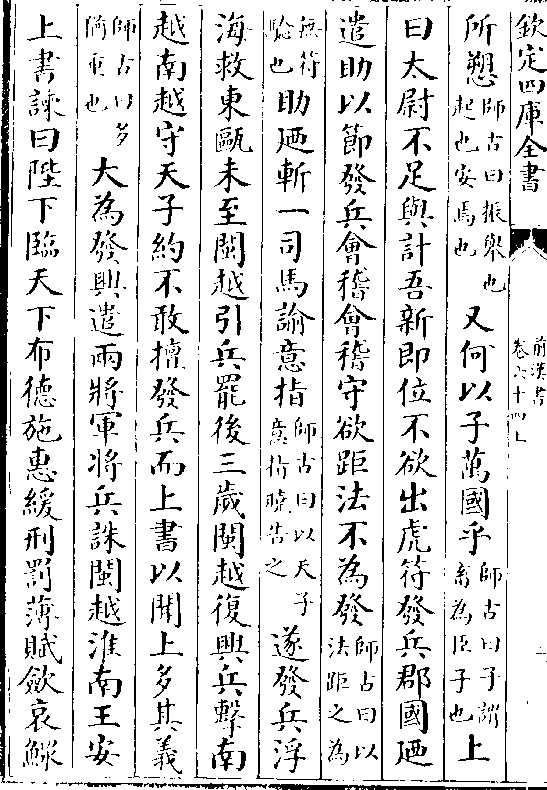 欽定四庫全書
前漢書
卷六十四上
所愬師古曰振舉也起也安焉也又何以子萬國乎師古曰子謂畜為臣子也上
曰太尉不足與計吾新即位不欲出虎符發兵郡國廼
遣助以節發兵會稽會稽守欲距法不為發師古曰以法距之為
無符驗也助廼斬一司馬諭意指師古曰以天子意指曉告之遂發兵浮
海救東甌未至閩越引兵罷後三歲閩越復興兵擊南
越南越守天子約不敢擅發兵而上書以聞上多其義
師古曰多猶重也大為發興遣兩將軍將兵誅閩越淮南王安
上書諫曰陛下臨天下布德施惠緩刑罰薄賦歛哀鰥